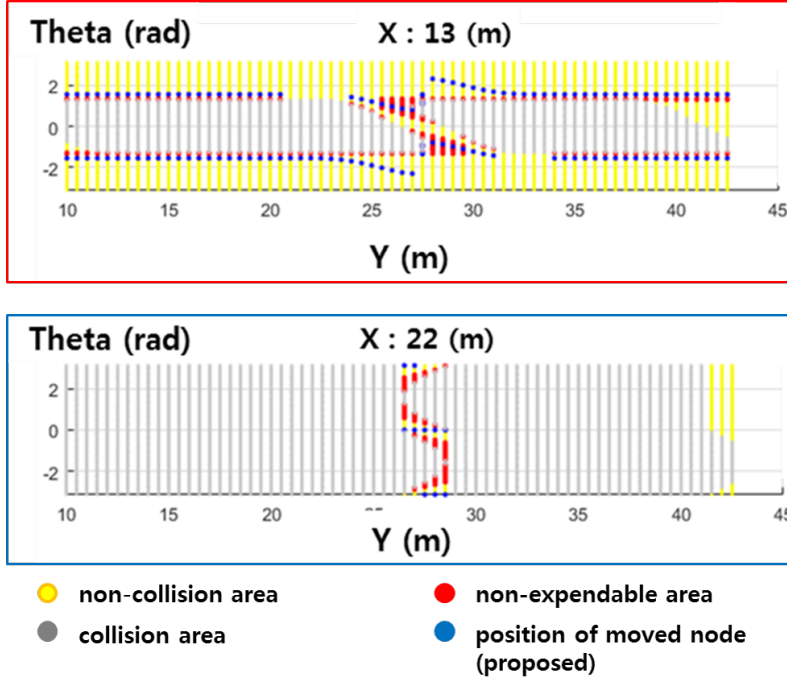 Theta (rad) X : 13 (m)
2
0
-2
10 15 20 25 30 35 40 45
Y (m)
Theta (rad) X : 22 (m)
2
0
-2
10 15 20 30 35 40 45
Y (m)
non-collision area non-expendable area
collision area position of moved node
(proposed)